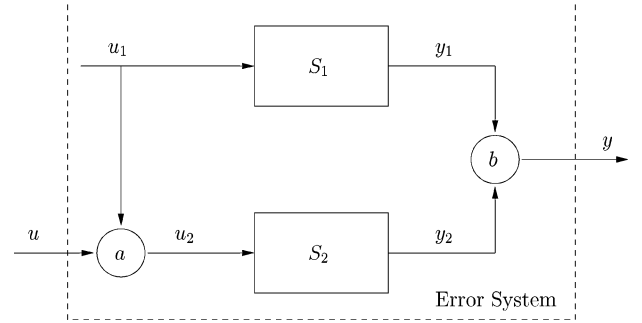 u₁
S₁
y₁
b
y
u
a
u₂
S₂
y₂
Error System